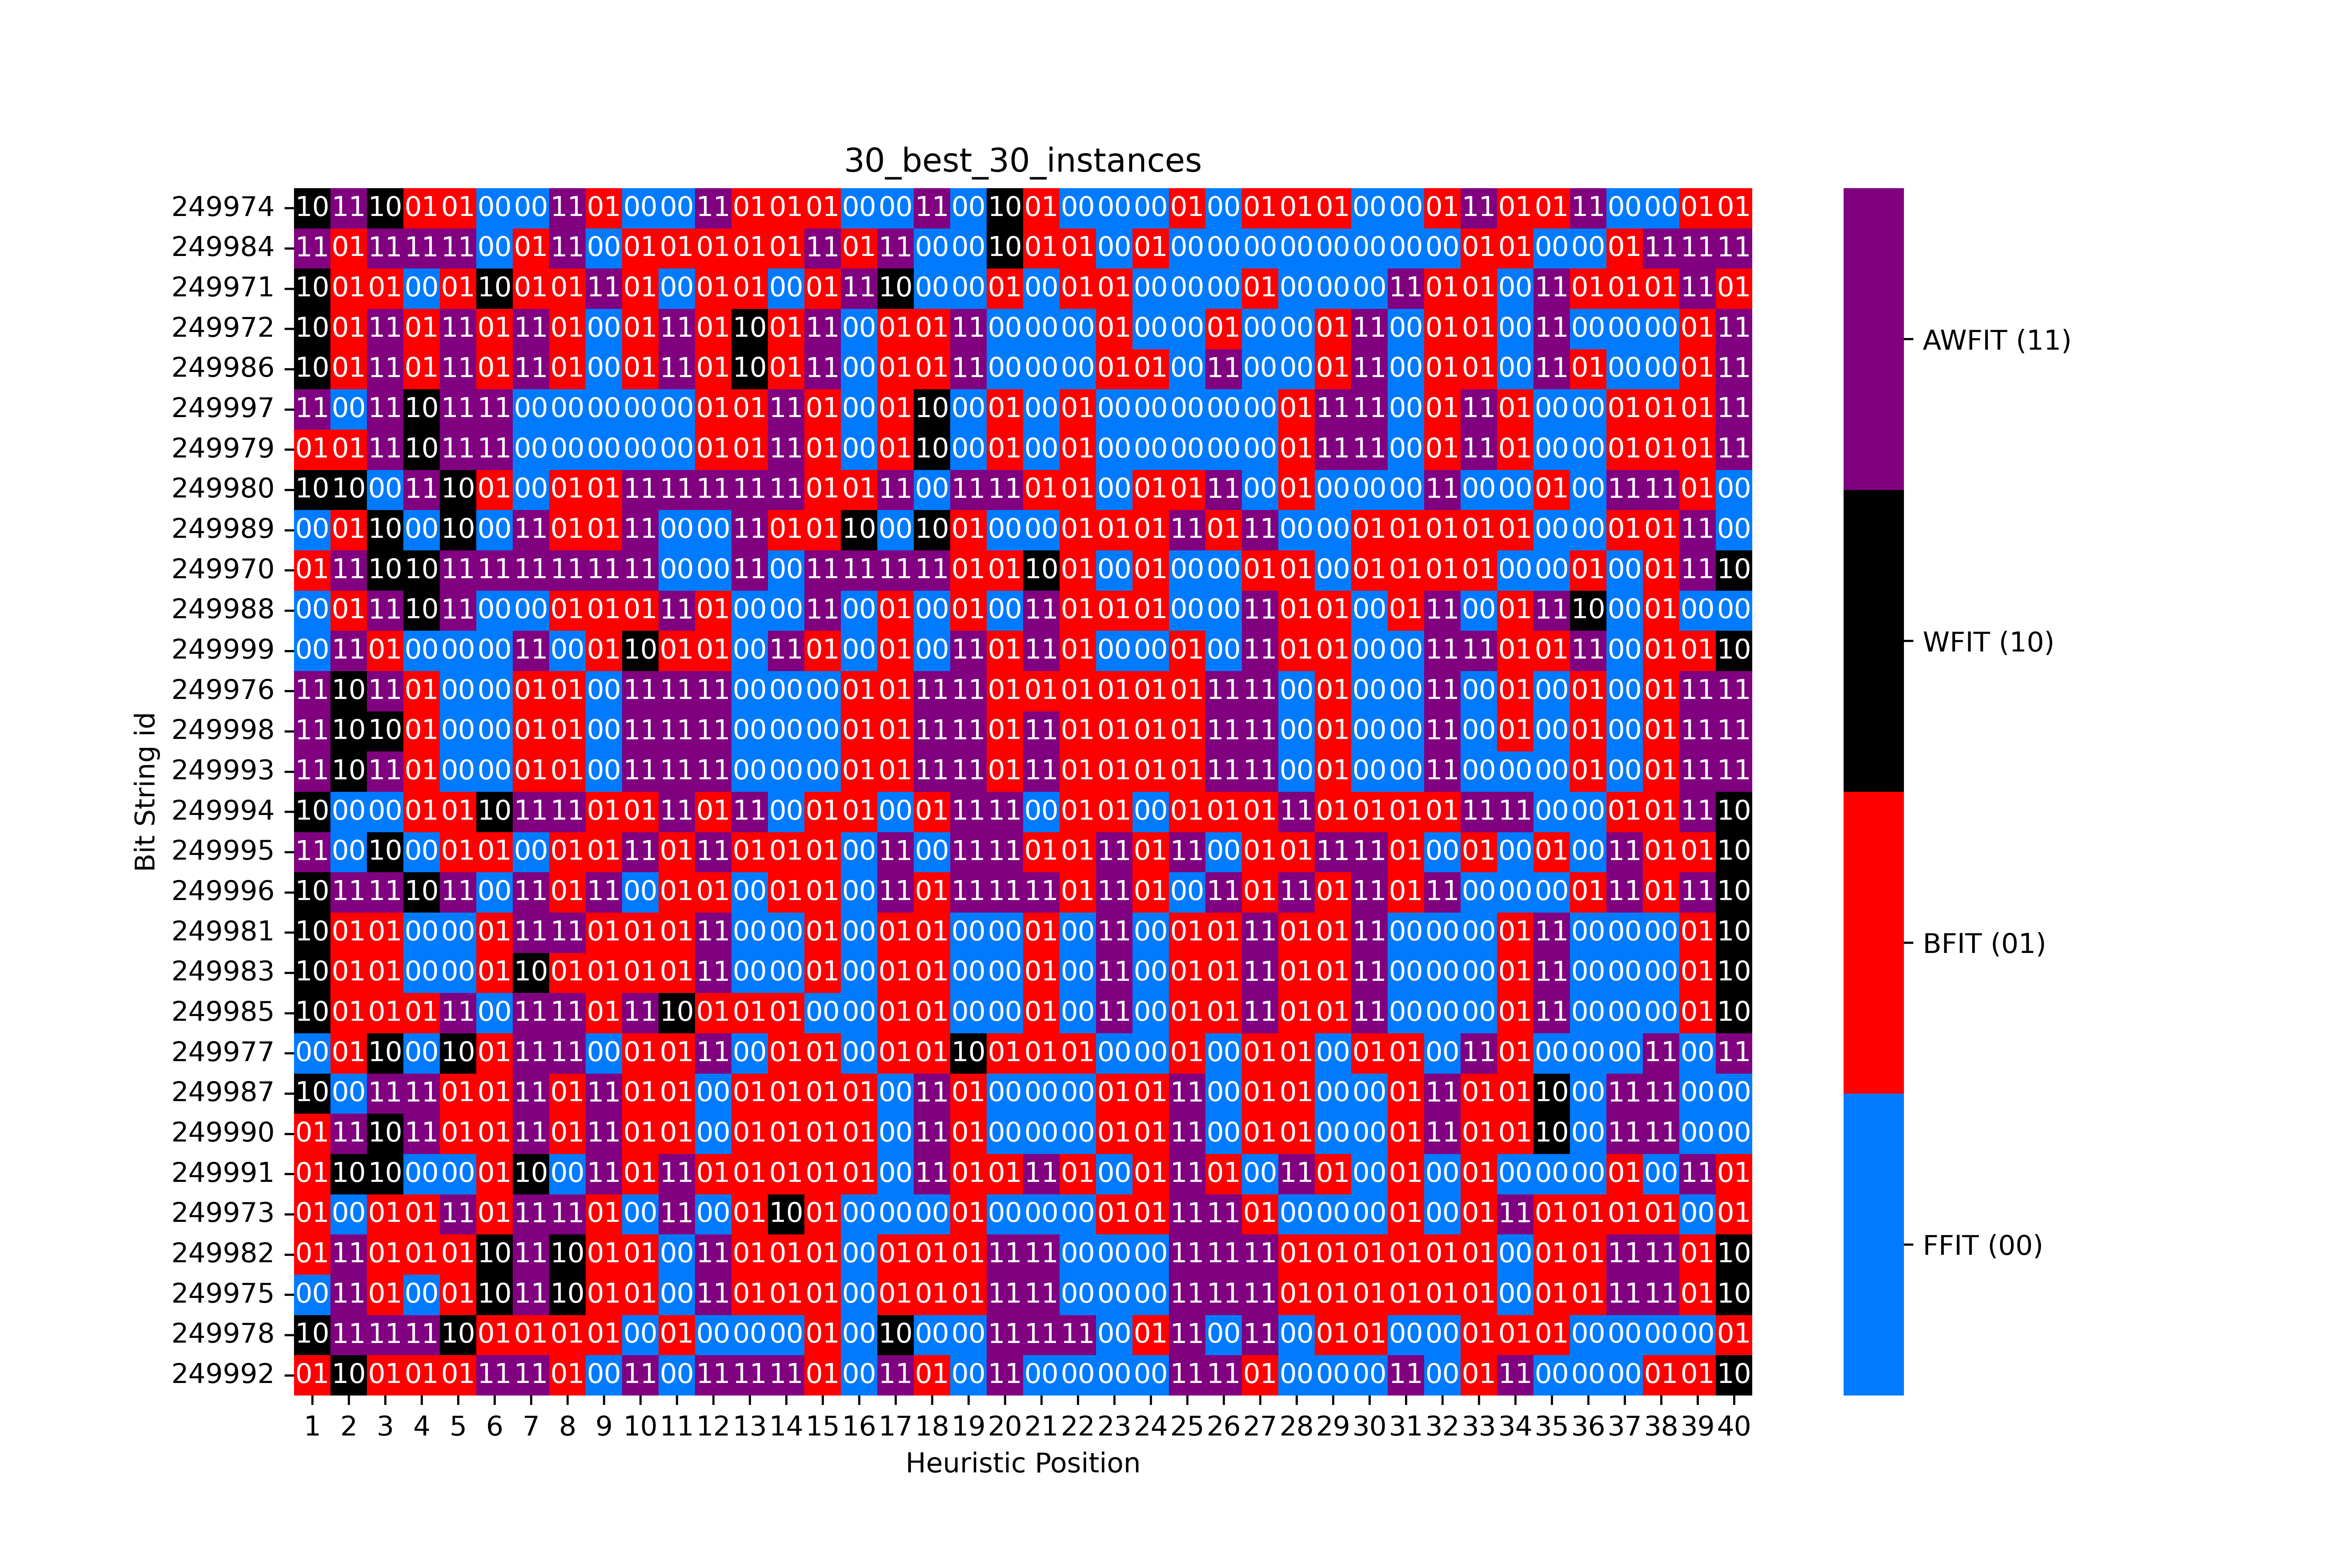 30_best_30_instances
249974 10 11 10 01 01 00 00 11 01 00 00 11 01 01 01 00 00 11 00 10 01 00 00 00 01 00 01 01 01 00 00 01 11 01 01 11 00 00 01 01
249984 11 01 11 11 11 00 01 11 00 01 01 01 01 01 11 01 11 00 00 10 01 01 00 01 00 00 00 00 00 00 00 00 01 01 00 00 01 11 11 11
249971 10 01 01 00 01 10 01 01 11 01 00 01 01 00 01 11 10 00 00 01 00 01 01 00 00 00 01 00 00 00 11 01 01 00 11 01 01 01 11 01
249972 10 01 11 01 11 01 11 01 00 01 11 01 10 01 11 00 01 01 11 00 00 00 01 00 00 01 00 00 01 11 00 01 01 00 11 00 00 00 01 11
249986 10 01 11 01 11 01 11 01 00 01 11 01 10 01 11 00 01 01 11 00 00 00 01 01 00 11 00 00 01 11 00 01 01 00 11 01 00 00 01 11
249997 11 00 11 10 11 11 00 00 00 00 00 01 01 11 01 00 01 10 00 01 00 01 00 00 00 00 00 01 11 11 00 01 11 01 00 00 01 01 01 11
249979 01 01 11 10 11 11 00 00 00 00 00 01 01 11 01 00 01 10 00 01 00 01 00 00 00 00 00 01 11 11 00 01 11 01 00 00 01 01 01 11
249980 10 10 00 11 10 01 00 01 01 11 11 11 11 11 01 01 11 00 11 11 01 01 00 01 01 11 00 01 00 00 00 11 00 00 01 00 11 11 01 00
249989 00 01 10 00 10 00 11 01 01 11 00 00 11 01 01 10 00 10 01 00 00 01 01 01 11 01 11 00 00 01 01 01 01 01 00 00 01 01 11 00
249970 01 11 10 10 11 11 11 11 11 11 00 00 11 00 11 11 11 11 01 01 10 01 00 01 00 00 01 01 00 01 01 01 01 00 00 01 00 01 11 10
249988 00 01 11 10 11 00 00 01 01 01 11 01 00 00 11 00 01 00 01 00 11 01 01 01 00 00 11 01 01 00 01 11 00 01 11 10 00 01 00 00
249999 00 11 01 00 00 00 11 00 01 10 01 01 00 11 01 00 01 00 11 01 11 01 00 00 01 00 11 01 01 00 00 11 11 01 01 11 00 01 01 10
249976 11 10 11 01 00 00 01 01 00 11 11 11 00 00 00 01 01 11 11 01 01 01 01 01 01 11 11 00 01 00 00 11 00 01 00 01 00 01 11 11
249998 11 10 10 01 00 00 01 01 00 11 11 11 00 00 00 01 01 11 11 01 11 01 01 01 01 11 11 00 01 00 00 11 00 01 00 01 00 01 11 11
249993 11 10 11 01 00 00 01 01 00 11 11 11 00 00 00 01 01 11 11 01 11 01 01 01 01 11 11 00 01 00 00 11 00 00 00 01 00 01 11 11
249994 10 00 00 01 01 10 11 11 01 01 11 01 11 00 01 01 00 01 11 11 00 01 01 00 01 01 01 11 01 01 01 01 11 11 00 00 01 01 11 10
249995 11 00 10 00 01 01 00 01 01 11 01 11 01 01 01 00 11 00 11 11 01 01 11 01 11 00 01 01 11 11 01 00 01 00 01 00 11 01 01 10
249996 10 11 11 10 11 00 11 01 11 00 01 01 00 01 01 00 11 01 11 11 11 01 11 01 00 11 01 11 01 11 01 11 00 00 00 01 11 01 11 10
249981 10 01 01 00 00 01 11 11 01 01 01 11 00 00 01 00 01 01 00 00 01 00 11 00 01 01 11 01 01 11 00 00 00 01 11 00 00 00 01 10
249983 10 01 01 00 00 01 10 01 01 01 01 11 00 00 01 00 01 01 00 00 01 00 11 00 01 01 11 01 01 11 00 00 00 01 11 00 00 00 01 10
249985 10 01 01 01 11 00 11 11 01 11 10 01 01 01 00 00 01 01 00 00 01 00 11 00 01 01 11 01 01 11 00 00 00 01 11 00 00 00 01 10
249977 00 01 10 00 10 01 11 11 00 01 01 11 00 01 01 00 01 01 10 01 01 01 00 00 01 00 01 01 00 01 01 00 11 01 00 00 00 11 00 11
249987 10 00 11 11 01 01 11 01 11 01 01 00 01 01 01 01 00 11 01 00 00 00 01 01 11 00 01 01 00 00 01 11 01 01 10 00 11 11 00 00
249990 01 11 10 11 01 01 11 01 11 01 01 00 01 01 01 01 00 11 01 00 00 00 01 01 11 00 01 01 00 00 01 11 01 01 10 00 11 11 00 00
249991 01 10 10 00 00 01 10 00 11 01 11 01 01 01 01 01 00 11 01 01 11 01 00 01 11 01 00 11 01 00 01 00 01 00 00 00 01 00 11 01
249973 01 00 01 01 11 01 11 11 01 00 11 00 01 10 01 00 00 00 01 00 00 00 01 01 11 11 01 00 00 00 01 00 01 11 01 01 01 01 00 01
249982 01 11 01 01 01 10 11 10 01 01 00 11 01 01 01 00 01 01 01 11 11 00 00 00 11 11 11 01 01 01 01 01 01 00 01 01 11 11 01 10
249975 00 11 01 00 01 10 11 10 01 01 00 11 01 01 01 00 01 01 01 11 11 00 00 00 11 11 11 01 01 01 01 01 01 00 01 01 11 11 01 10
249978 10 11 11 11 10 01 01 01 01 00 01 00 00 00 01 00 10 00 00 11 11 11 00 01 11 00 11 00 01 01 00 00 01 01 01 00 00 00 00 01
249992 01 10 01 01 01 11 11 01 00 11 00 11 11 11 01 00 11 01 00 11 00 00 00 00 11 11 01 00 00 00 11 00 01 11 00 00 00 01 01 10
1 2 3 4 5 6 7 8 9 10 11 12 13 14 15 16 17 18 19 20 21 22 23 24 25 26 27 28 29 30 31 32 33 34 35 36 37 38 39 40
Heuristic Position
Bit String id
AWFIT (11)
WFIT (10)
BFIT (01)
FFIT (00)